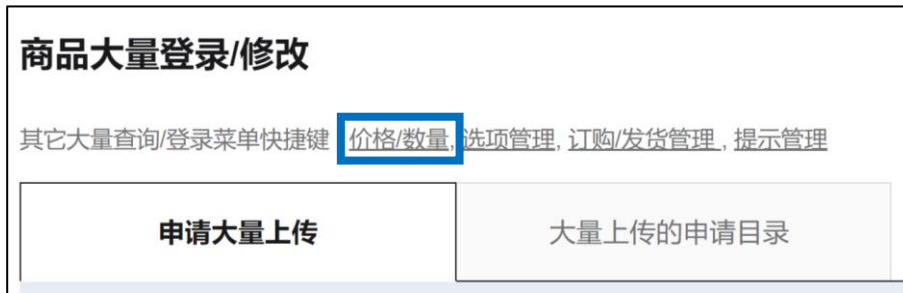 商品大量登录/修改
其它大量查询/登录菜单快捷键 价格/数量, 选项管理, 订购/发货管理 , 提示管理
申请大量上传 大量上传的申请目录